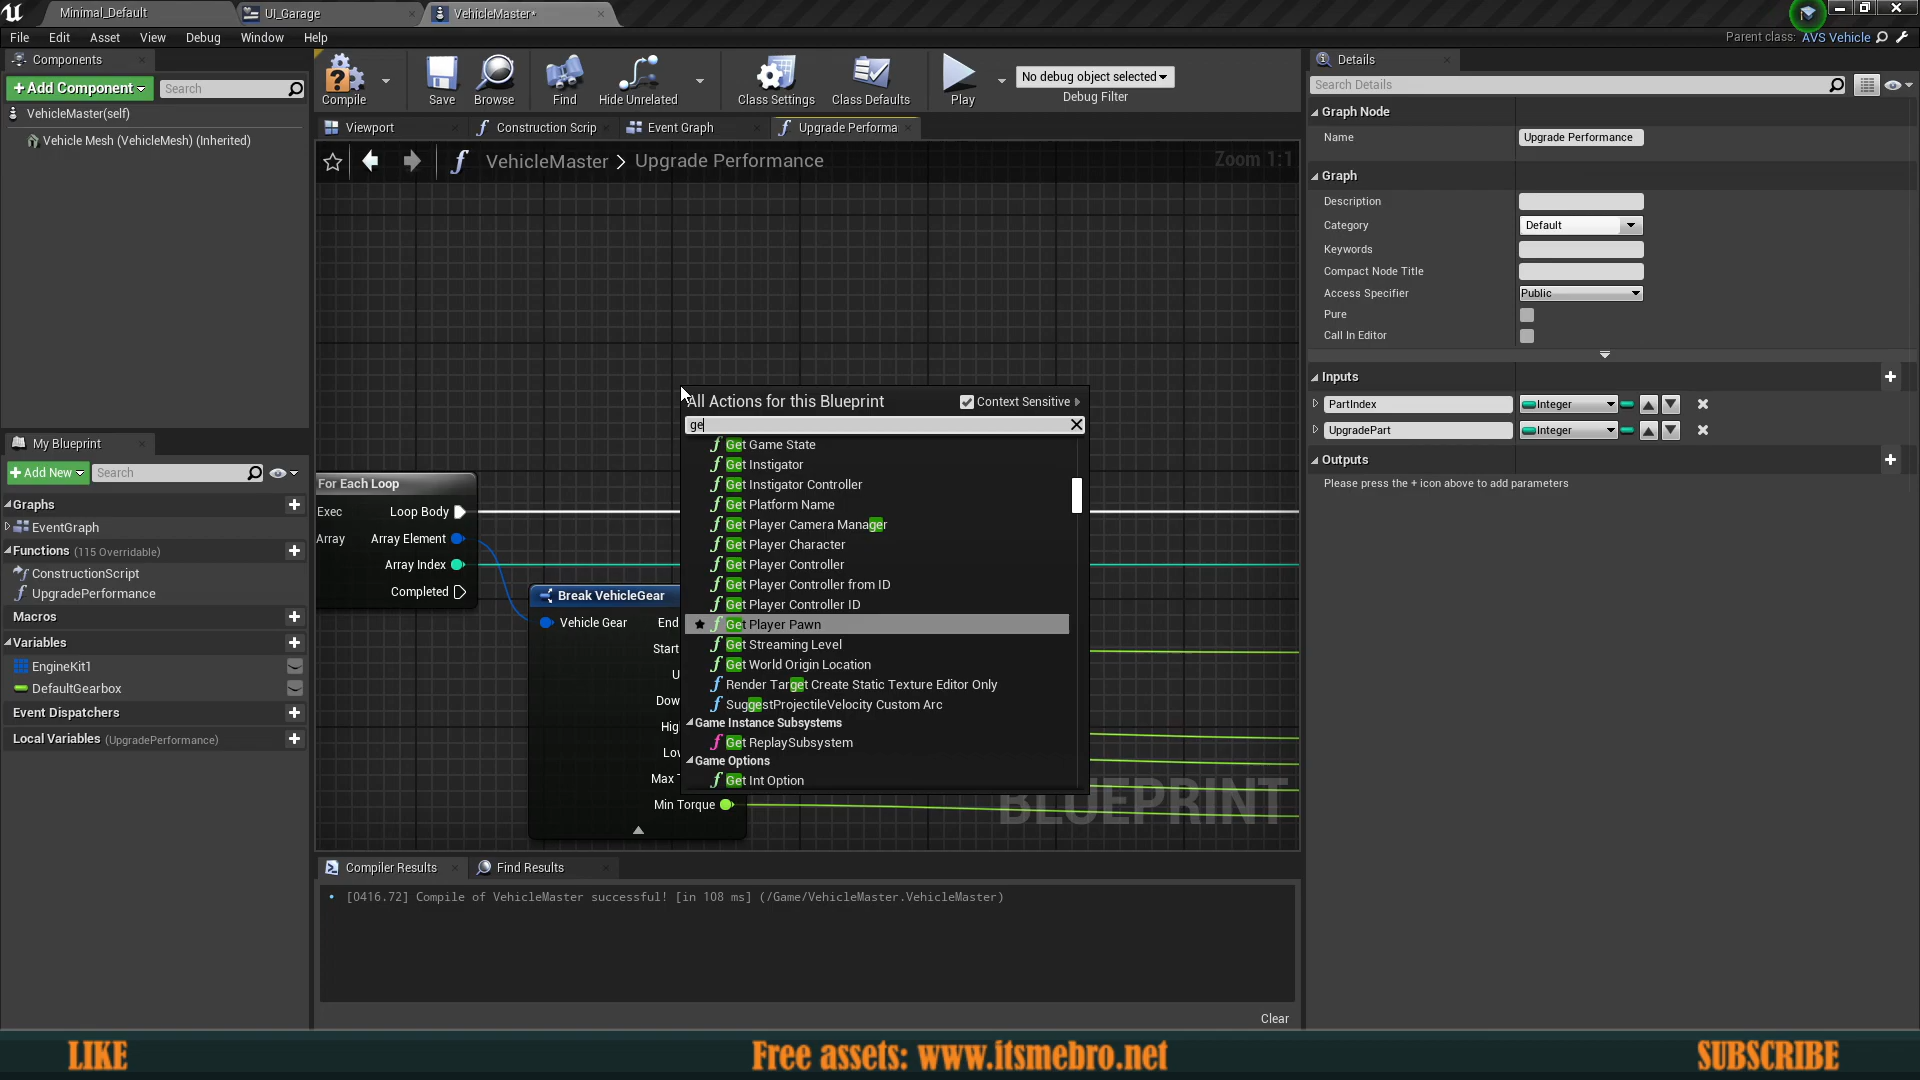 Minimal_Default
UI_Garage
VehicleMaster*
File Edit Asset View Debug Window Help
Parent class: AVS Vehicle
Components
+Add Component
Search
VehicleMaster(self)
Vehicle Mesh (VehicleMesh) (Inherited)
Compile
Save
Browse
Find
Hide Unrelated
Class Settings
Class Defaults
Play
No debug object selected
Debug Filter
Viewport
Construction Scrip
Event Graph
Upgrade Performa
VehicleMaster > Upgrade Performance
Zoom 1:1
For Each Loop
Exec Loop Body
Array Array Element
Array Index
Completed
Break VehicleGear
Vehicle Gear End
Start
U
Dow
Hig
Lov
Max T
Min Torque
All Actions for this Blueprint
Context Sensitive
ge
Get Game State
Get Instigator
Get Instigator Controller
Get Platform Name
Get Player Camera Manager
Get Player Character
Get Player Controller
Get Player Controller from ID
Get Player Controller ID
Get Player Pawn
Get Streaming Level
Get World Origin Location
Render Target Create Static Texture Editor Only
SuggestProjectileVelocity Custom Arc
Game Instance Subsystems
Get ReplaySubsystem
Game Options
Get Int Option
BLUEPRINT
My Blueprint
+Add New
Search
Graphs
EventGraph
Functions (115 Overridable)
ConstructionScript
UpgradePerformance
Macros
Variables
EngineKit1
DefaultGearbox
Event Dispatchers
Local Variables (UpgradePerformance)
Compiler Results
Find Results
[0416.72] Compile of VehicleMaster successful! [in 108 ms] (/Game/VehicleMaster.VehicleMaster)
Clear
Details
Search Details
Graph Node
Name Upgrade Performance
Graph
Description
Category Default
Keywords
Compact Node Title
Access Specifier Public
Pure
Call In Editor
Inputs
PartIndex Integer
UpgradePart Integer
Outputs
Please press the + icon above to add parameters
LIKE
Free assets: www.itsmebro.net
SUBSCRIBE